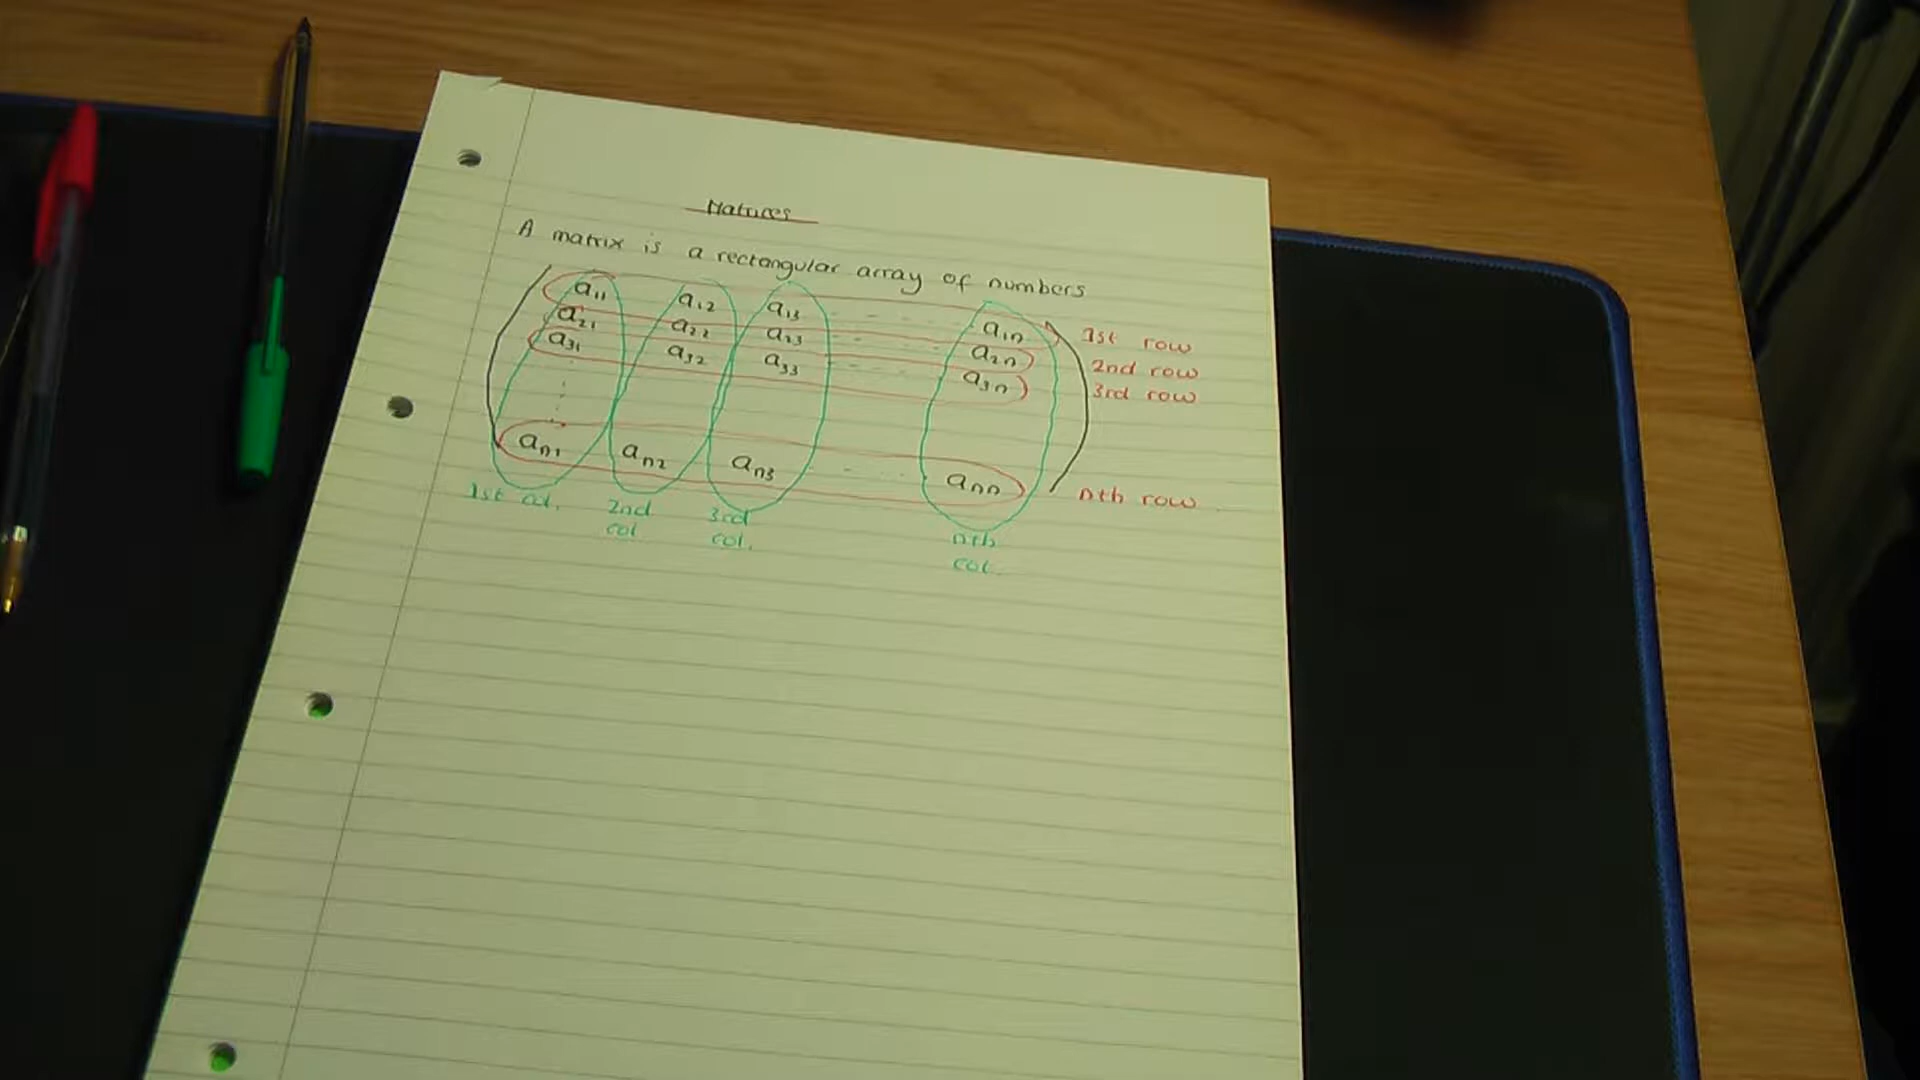 Matrices
A matrix is a rectangular array of numbers
a11 a12 a13 - - - - a1n 1st row
a21 a22 a23 - - - - a2n 2nd row
a31 a32 a33 - - - - a3n 3rd row
an1 an2 an3 - - - - ann nth row
1st col. 2nd col 3rd col. nth col.